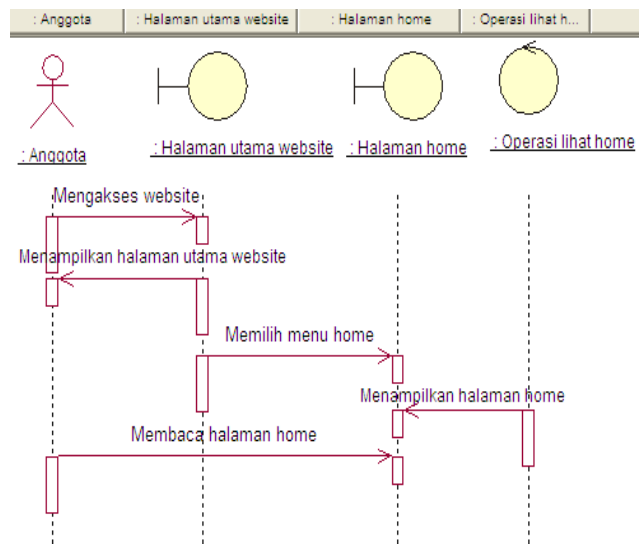 : Anggota
: Halaman utama website
: Halaman home
: Operasi lihat h...
: Anggota
: Halaman utama website
: Halaman home
: Operasi lihat home
Mengakses website
Menampilkan halaman utama website
Memilih menu home
Menampilkan halaman home
Membaca halaman home